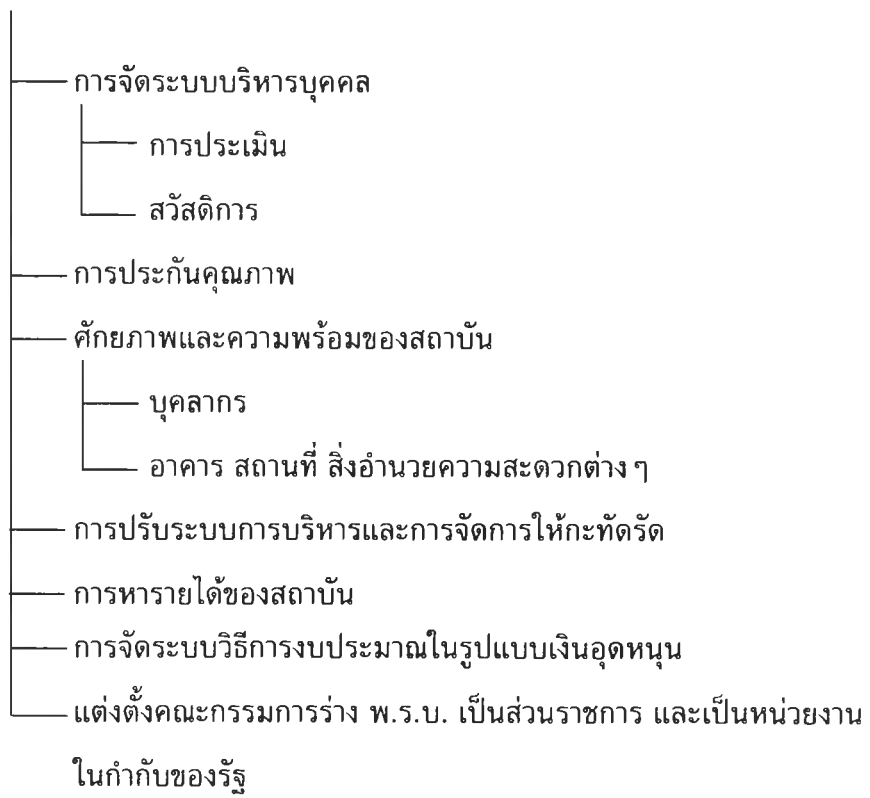 การจัดระบบบริหารบุคคล
การประเมิน
สวัสดิการ
การประกันคุณภาพ
ศักยภาพและความพร้อมของสถาบัน
บุคลากร
อาคาร สถานที่ สิ่งอำนวยความสะดวกต่าง ๆ
การปรับระบบการบริหารและการจัดการให้กะทัดรัด
การหารายได้ของสถาบัน
การจัดระบบวิธีการงบประมาณในรูปแบบเงินอุดหนุน
แต่งตั้งคณะกรรมการร่าง พ.ร.บ. เป็นส่วนราชการ และเป็นหน่วยงาน
ในกำกับของรัฐ